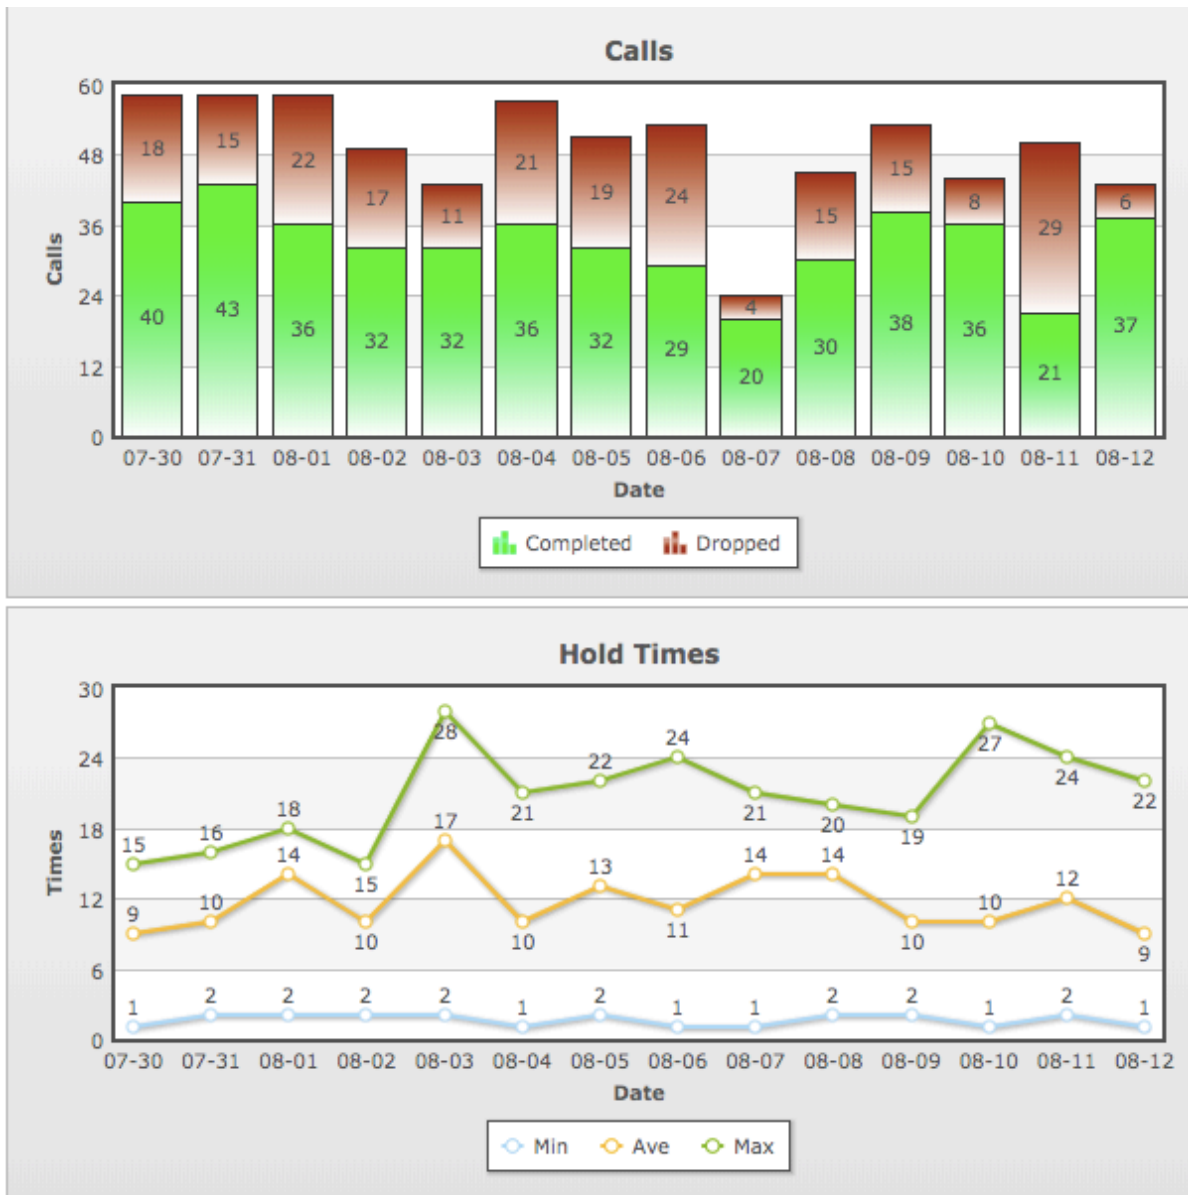 Calls
60
48
36
24
12
0
Calls
18 15 22 17 11 21 19 24 4 15 15 8 29 6
40 43 36 32 32 36 32 29 20 30 38 36 21 37
07-30 07-31 08-01 08-02 08-03 08-04 08-05 08-06 08-07 08-08 08-09 08-10 08-11 08-12
Date
Completed Dropped
Hold Times
30
24
18
12
6
0
Times
15 16 18 15 28 21 22 24 21 20 19 27 24 22
9 10 14 10 17 10 13 11 14 14 10 10 12 9
1 2 2 2 2 1 2 1 1 2 2 1 2 1
07-30 07-31 08-01 08-02 08-03 08-04 08-05 08-06 08-07 08-08 08-09 08-10 08-11 08-12
Date
Min Ave Max